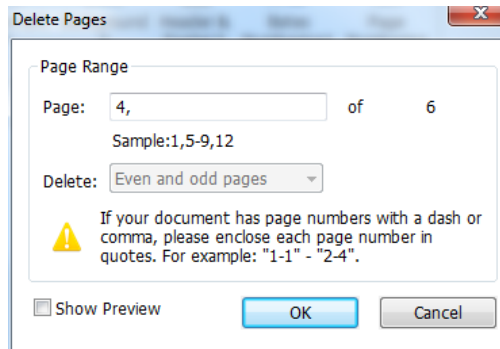 Delete Pages
Page Range
Page: 4, of 6
Sample:1,5-9,12
Delete: Even and odd pages
If your document has page numbers with a dash or
comma, please enclose each page number in
quotes. For example: "1-1" - "2-4".
Show Preview OK Cancel